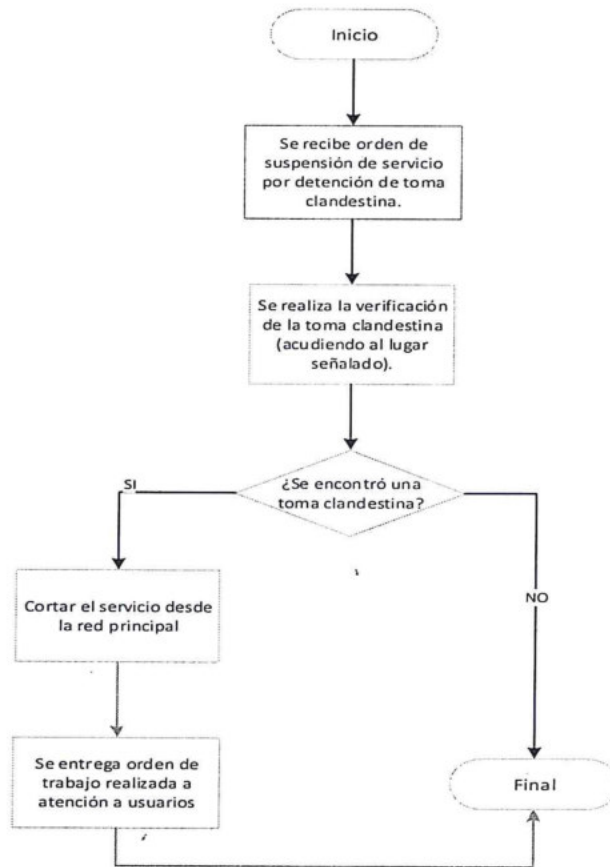 Inicio
Se recibe orden de
suspensión de servicio
por detención de toma
clandestina.
Se realiza la verificación
de la toma clandestina
(acudiendo al lugar
señalado).
¿Se encontró una
toma clandestina?
SI
NO
Cortar el servicio desde
la red principal
Se entrega orden de
trabajo realizada a
atención a usuarios
Final